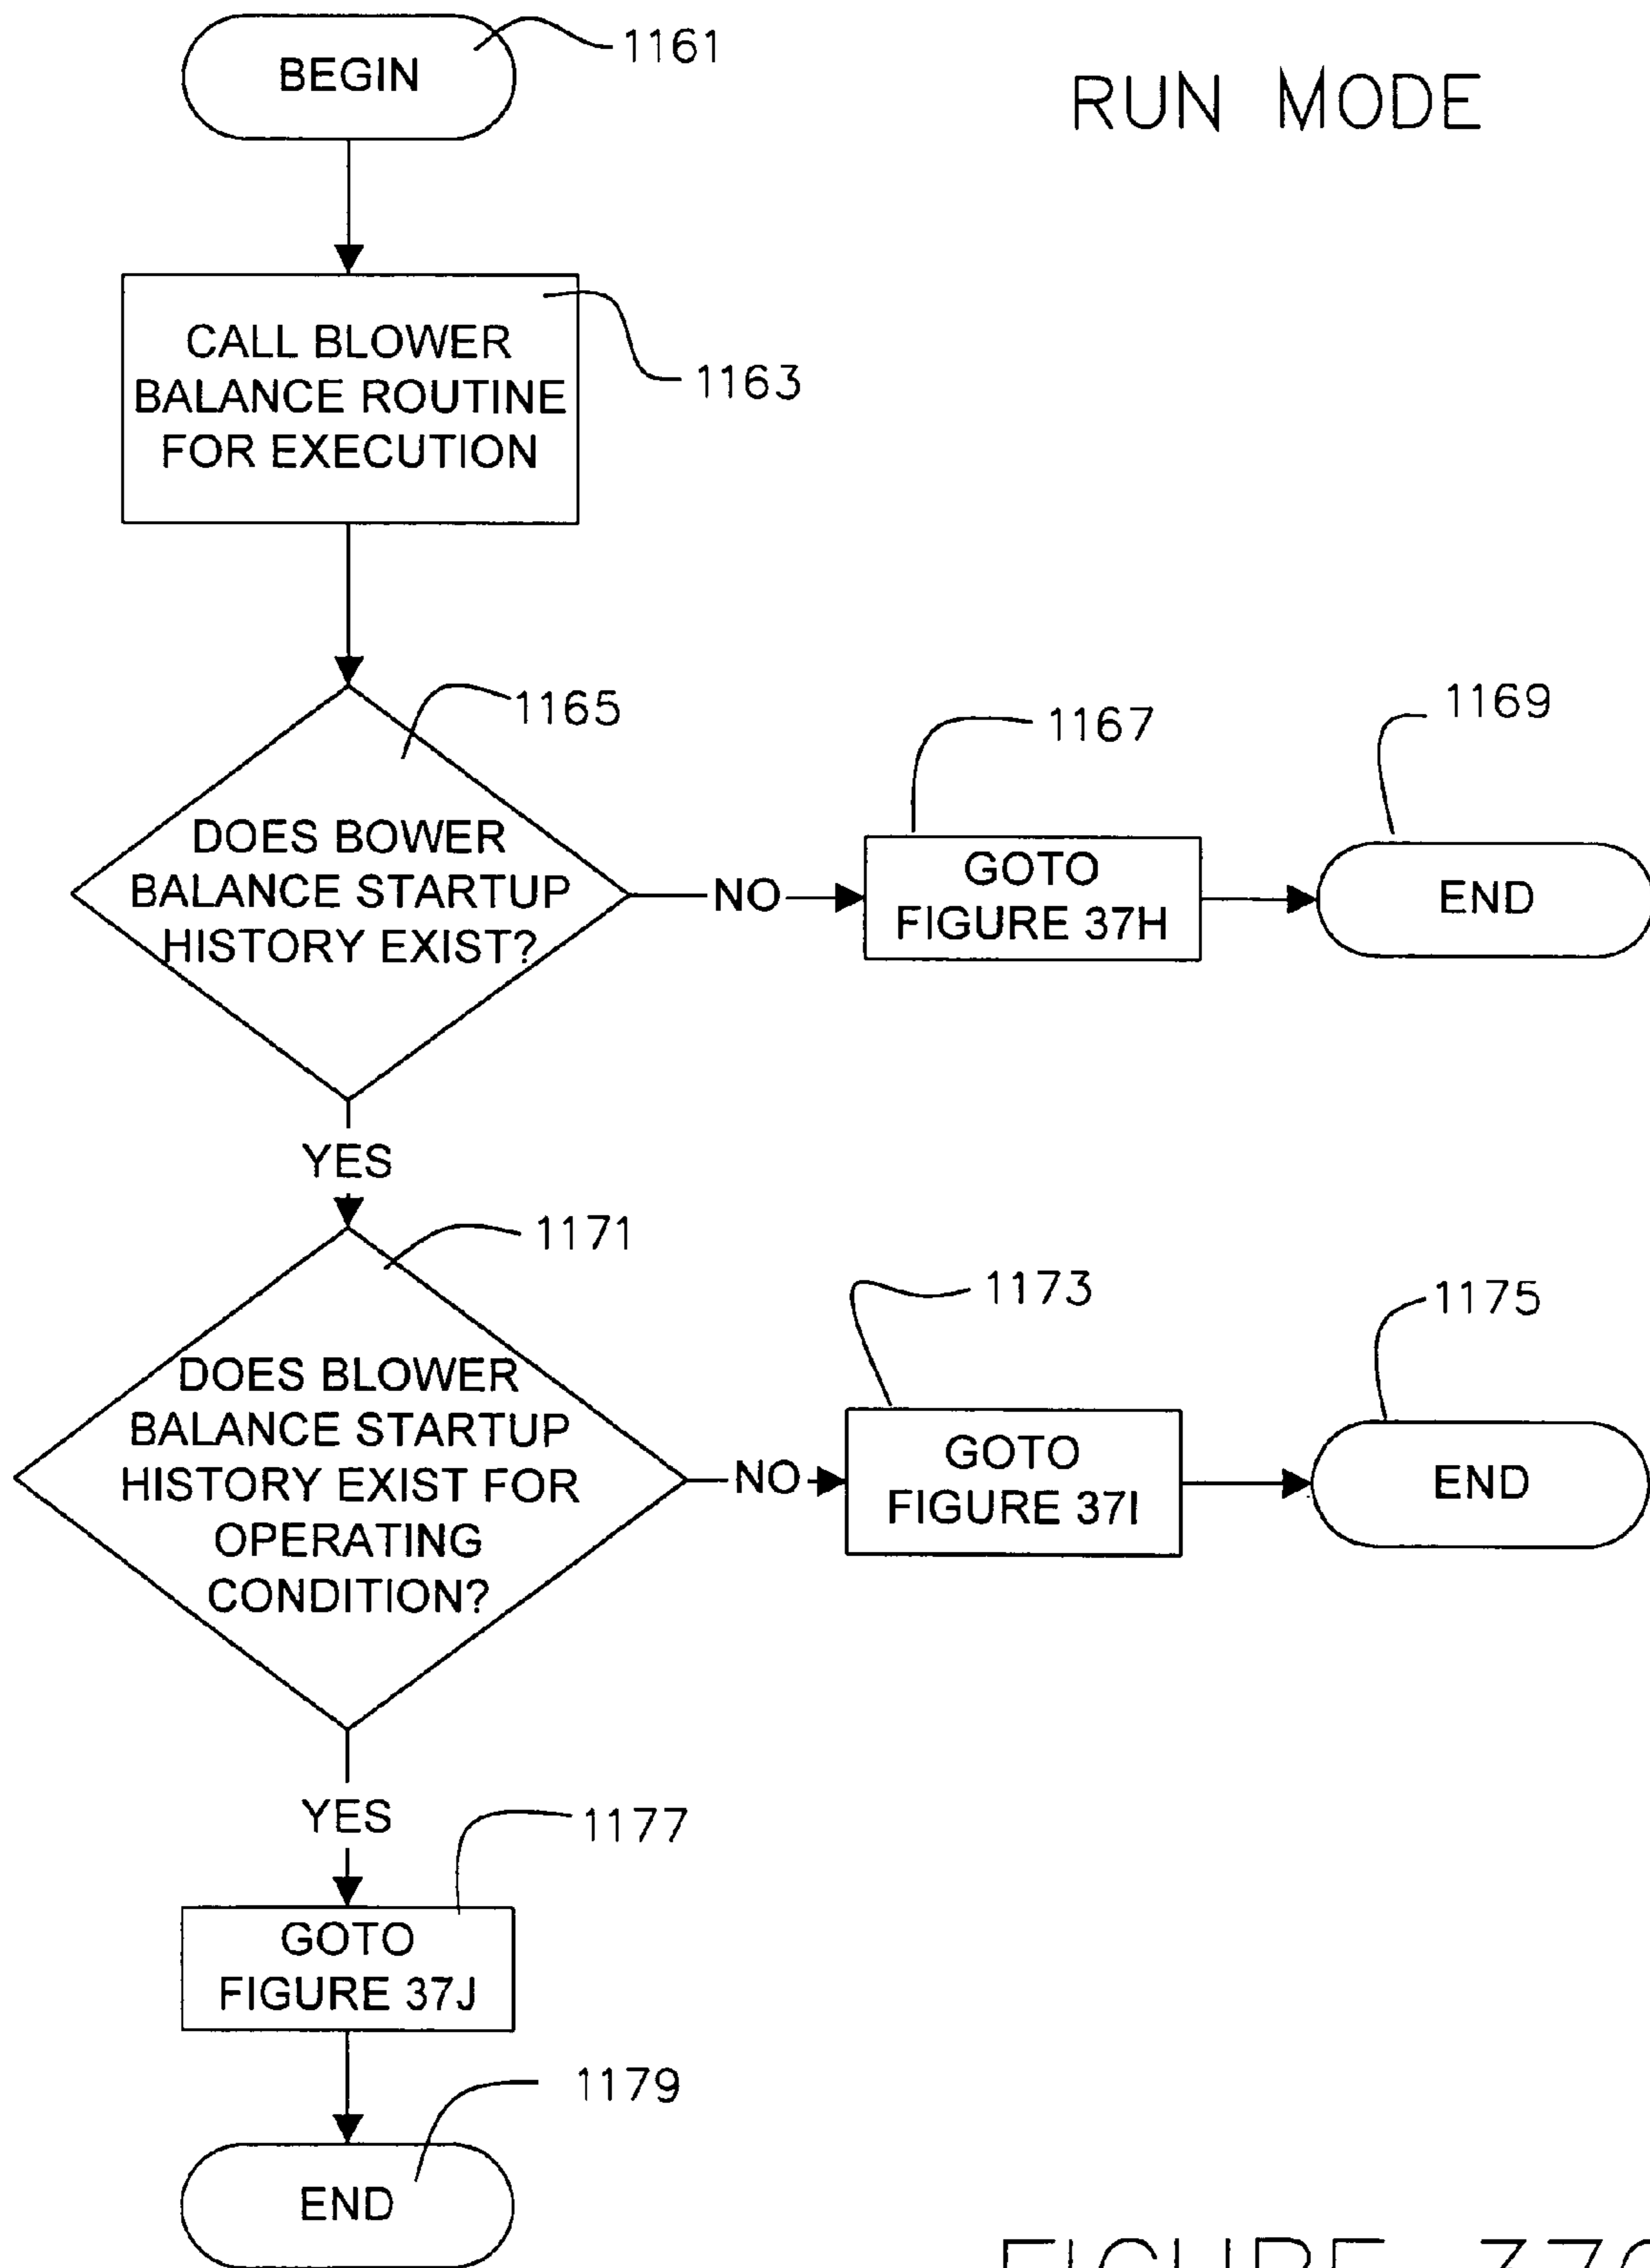 BEGIN
1161
RUN MODE
CALL BLOWER
BALANCE ROUTINE
FOR EXECUTION
1163
1165
DOES BOWER
BALANCE STARTUP
HISTORY EXIST?
NO
1167
GOTO
FIGURE 37H
1169
END
YES
1171
DOES BLOWER
BALANCE STARTUP
HISTORY EXIST FOR
OPERATING
CONDITION?
NO
1173
GOTO
FIGURE 37I
1175
END
YES
1177
GOTO
FIGURE 37J
1179
END
FIGURE